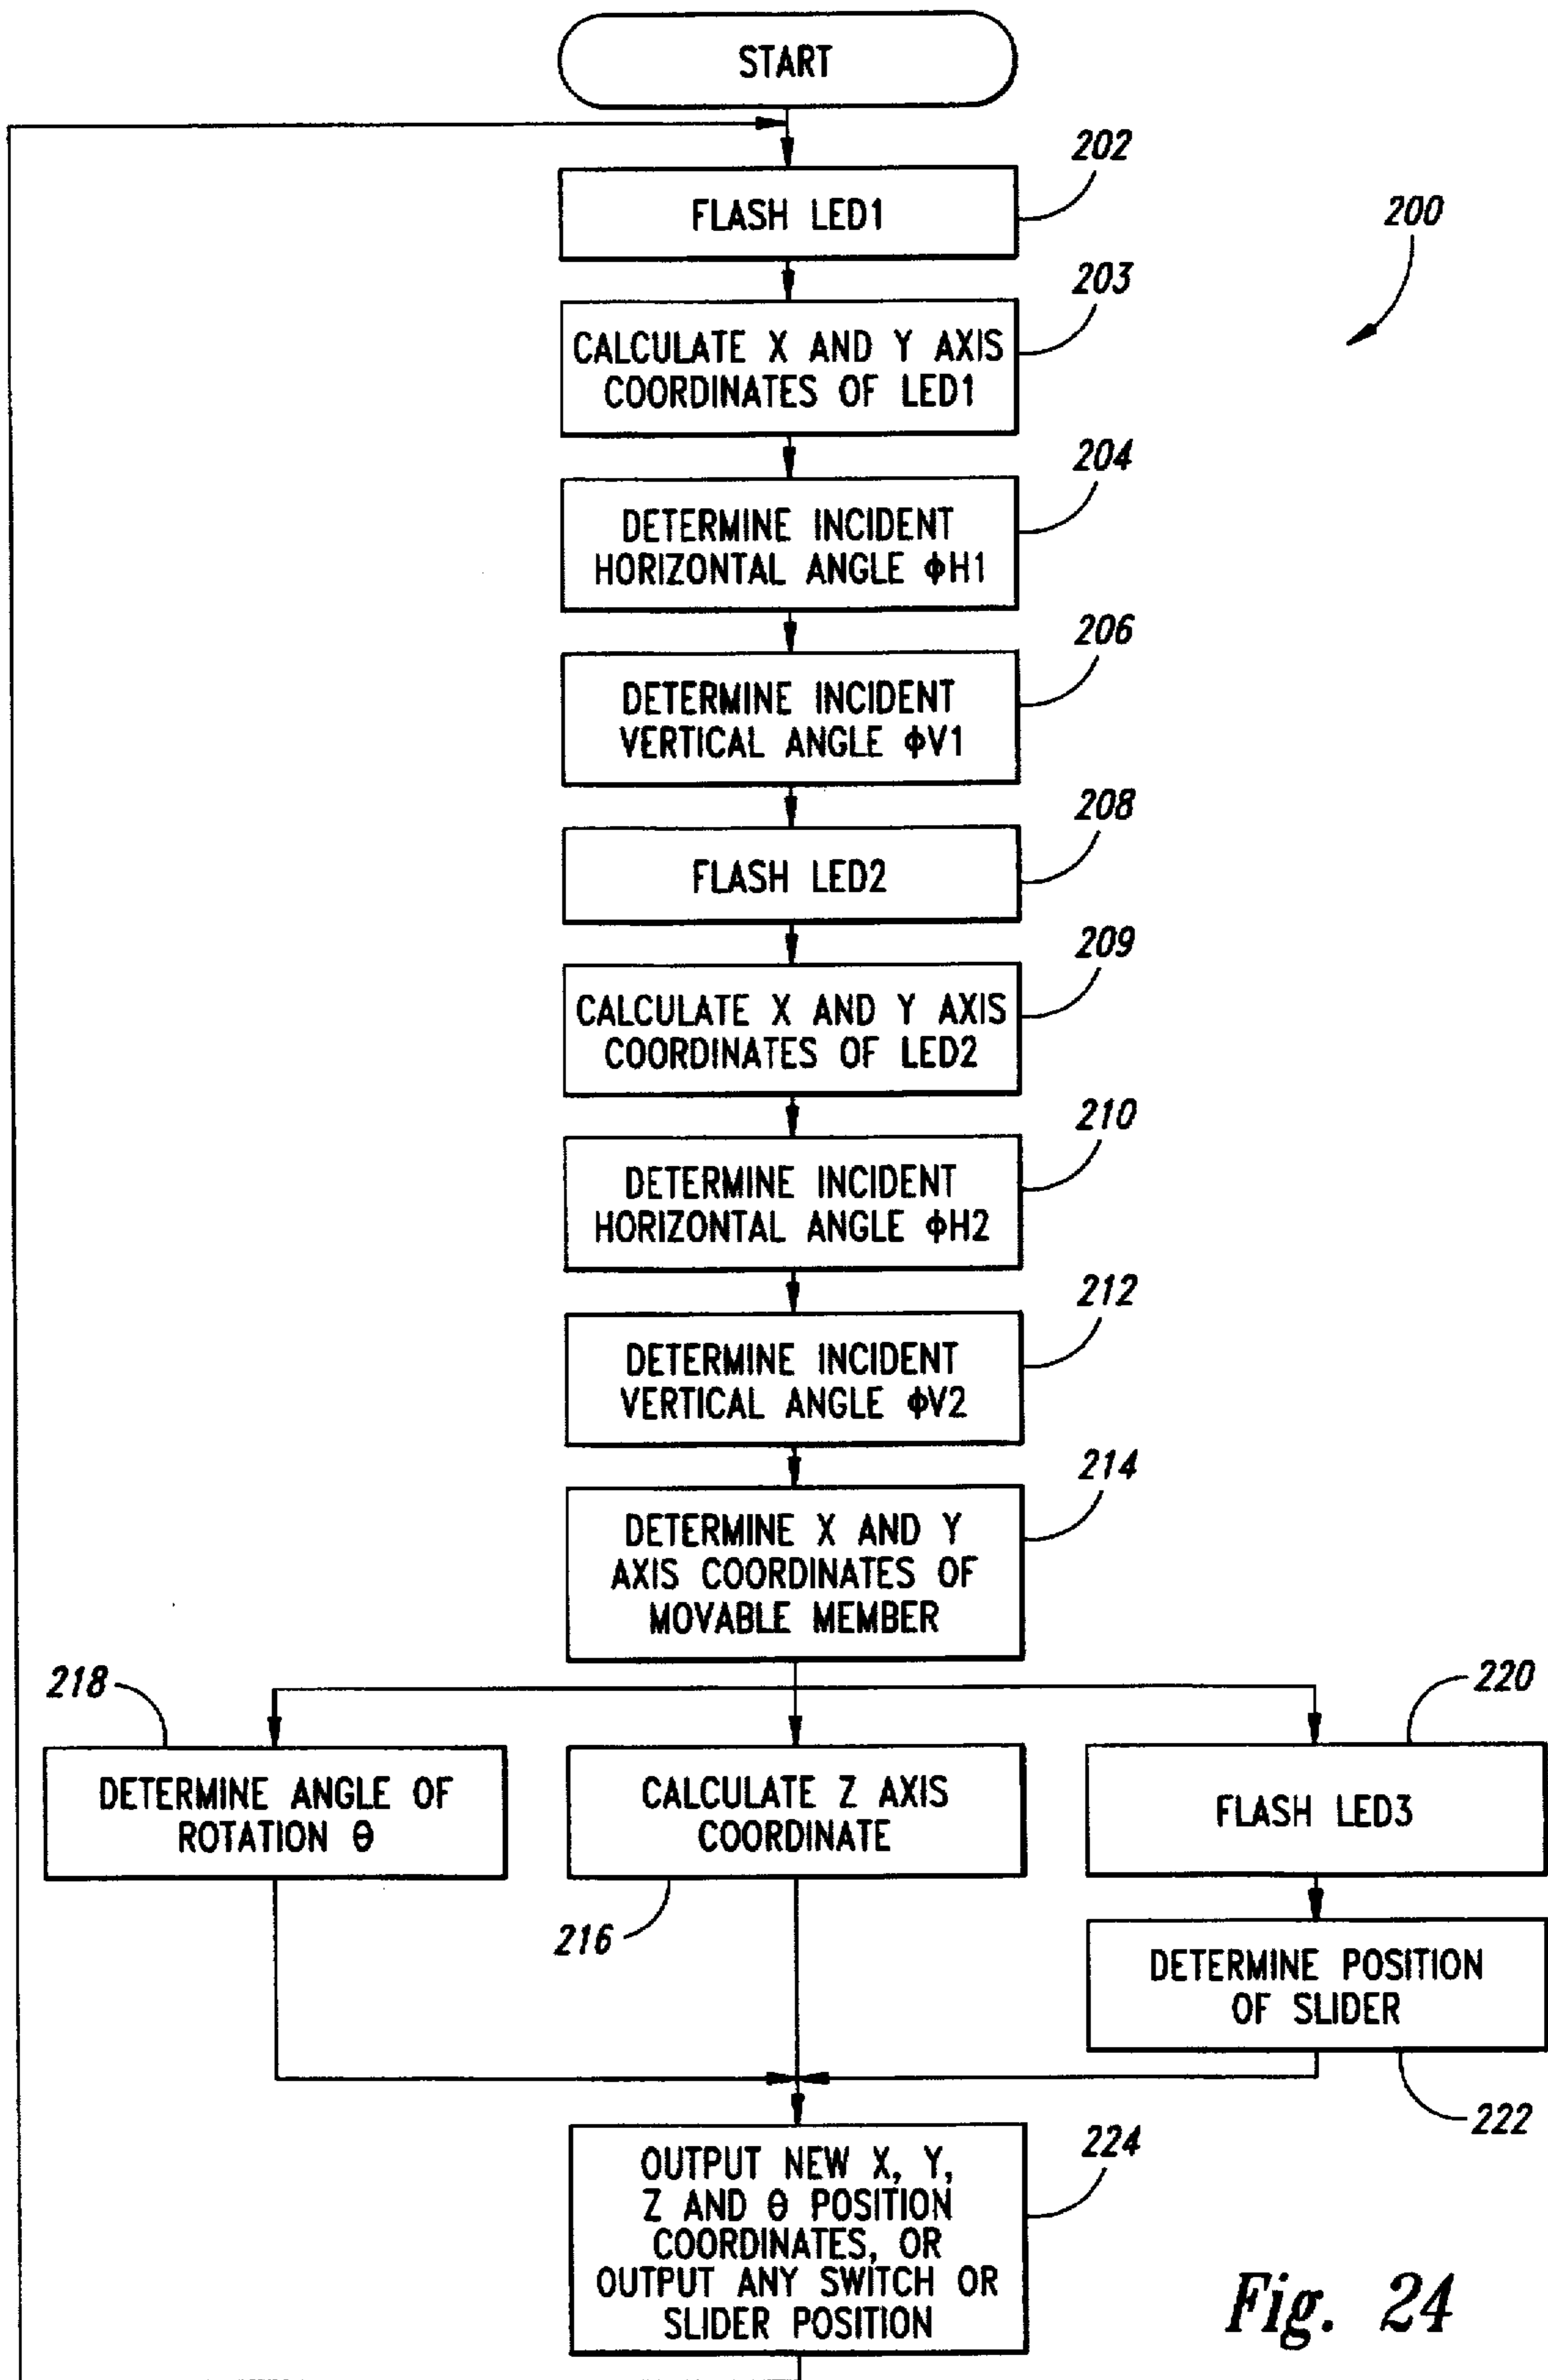 START
202
FLASH LED1
200
203
CALCULATE X AND Y AXIS
COORDINATES OF LED1
204
DETERMINE INCIDENT
HORIZONTAL ANGLE ΦH1
206
DETERMINE INCIDENT
VERTICAL ANGLE ΦV1
208
FLASH LED2
209
CALCULATE X AND Y AXIS
COORDINATES OF LED2
210
DETERMINE INCIDENT
HORIZONTAL ANGLE ΦH2
212
DETERMINE INCIDENT
VERTICAL ANGLE ΦV2
214
DETERMINE X AND Y
AXIS COORDINATES OF
MOVABLE MEMBER
218
DETERMINE ANGLE OF
ROTATION θ
CALCULATE Z AXIS
COORDINATE
216
220
FLASH LED3
DETERMINE POSITION
OF SLIDER
222
224
OUTPUT NEW X, Y,
Z AND θ POSITION
COORDINATES, OR
OUTPUT ANY SWITCH OR
SLIDER POSITION
Fig. 24